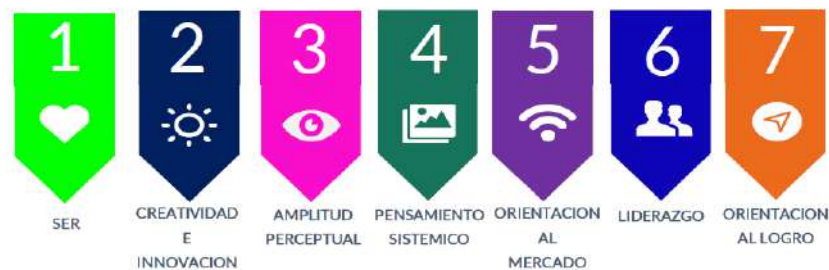 1
SER
2
CREATIVIDAD
E
INNOVACION
3
AMPLITUD
PERCEPTUAL
4
PENSAMIENTO
SISTEMICO
5
ORIENTACION
AL
MERCADO
6
LIDERAZGO
7
ORIENTACION
AL LOGRO